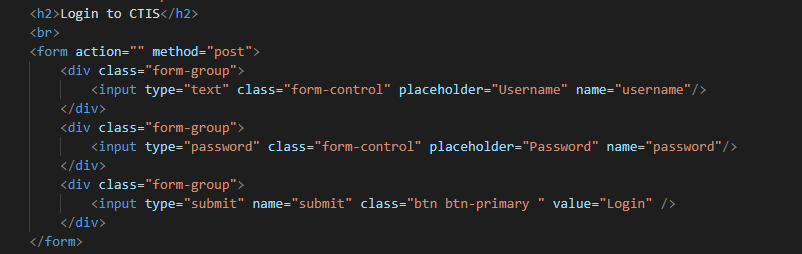 <h2>Login to CTIS</h2>
<br>
<form action="" method="post">
<div class="form-group">
<input type="text" class="form-control" placeholder="Username" name="username"/>
</div>
<div class="form-group">
<input type="password" class="form-control" placeholder="Password" name="password"/>
</div>
<div class="form-group">
<input type="submit" name="submit" class="btn btn-primary " value="Login" />
</div>
</form>